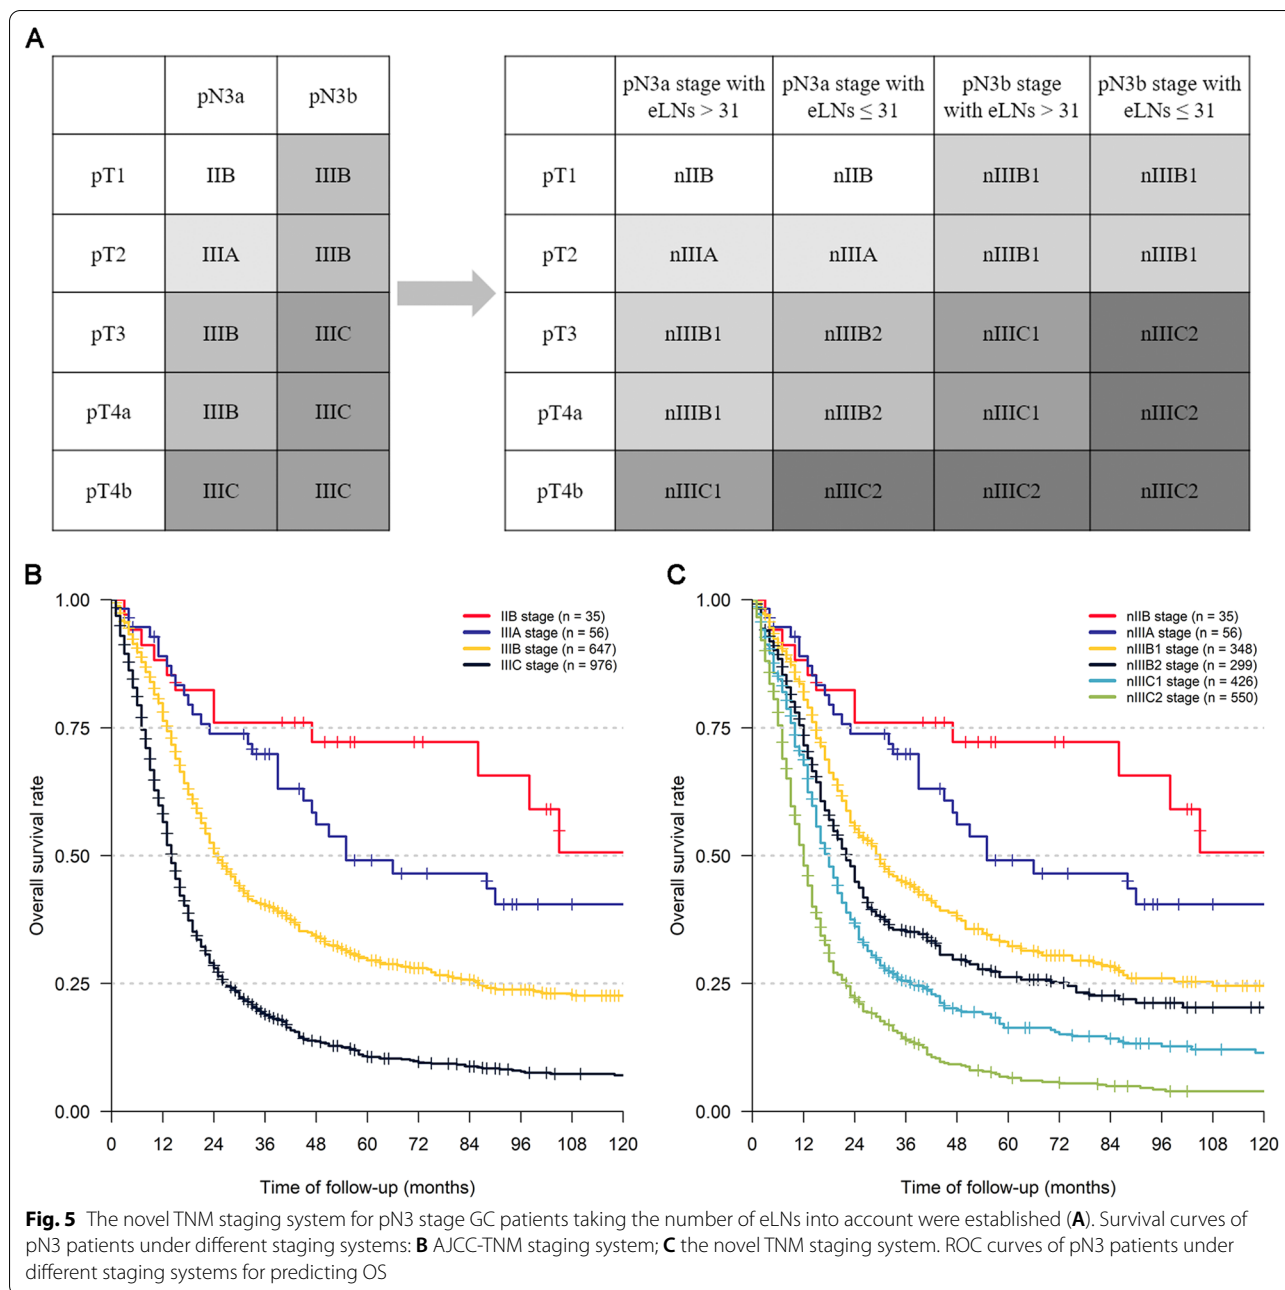 A
pN3a pN3b
pT1 IIB IIIB
pT2 IIIA IIIB
pT3 IIIB IIIC
pT4a IIIB IIIC
pT4b IIIC IIIC
pN3a stage with eLNs > 31 pN3a stage with eLNs ≤ 31 pN3b stage with eLNs > 31 pN3b stage with eLNs ≤ 31
pT1 nIIB nIIB nIIIB1 nIIIB1
pT2 nIIIA nIIIA nIIIB1 nIIIB1
pT3 nIIIB1 nIIIB2 nIIIC1 nIIIC2
pT4a nIIIB1 nIIIB2 nIIIC1 nIIIC2
pT4b nIIIC1 nIIIC2 nIIIC2 nIIIC2
B
IIB stage (n = 35)
IIIA stage (n = 56)
IIIB stage (n = 647)
IIIC stage (n = 976)
Overall survival rate
1.00
0.75
0.50
0.25
0.00
0 12 24 36 48 60 72 84 96 108 120
Time of follow-up (months)
C
nIIB stage (n = 35)
nIIIA stage (n = 56)
nIIIB1 stage (n = 348)
nIIIB2 stage (n = 299)
nIIIC1 stage (n = 426)
nIIIC2 stage (n = 550)
Overall survival rate
1.00
0.75
0.50
0.25
0.00
0 12 24 36 48 60 72 84 96 108 120
Time of follow-up (months)
Fig. 5 The novel TNM staging system for pN3 stage GC patients taking the number of eLNs into account were established (A). Survival curves of
pN3 patients under different staging systems: B AJCC-TNM staging system; C the novel TNM staging system. ROC curves of pN3 patients under
different staging systems for predicting OS